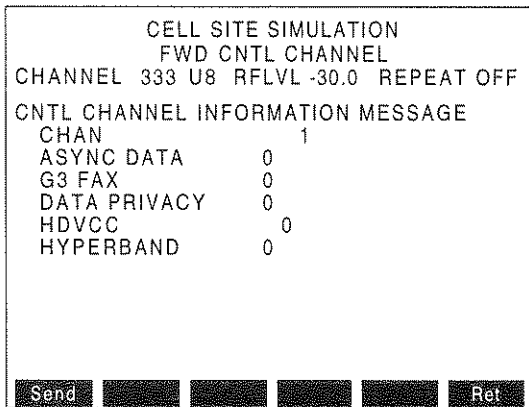 CELL SITE SIMULATION
FWD CNTL CHANNEL
CHANNEL 333 U8 RFLVL -30.0 REPEAT OFF
CNTL CHANNEL INFORMATION MESSAGE
CHAN 1
ASYNC DATA 0
G3 FAX 0
DATA PRIVACY 0
HDVCC 0
HYPERBAND 0
Send Ret